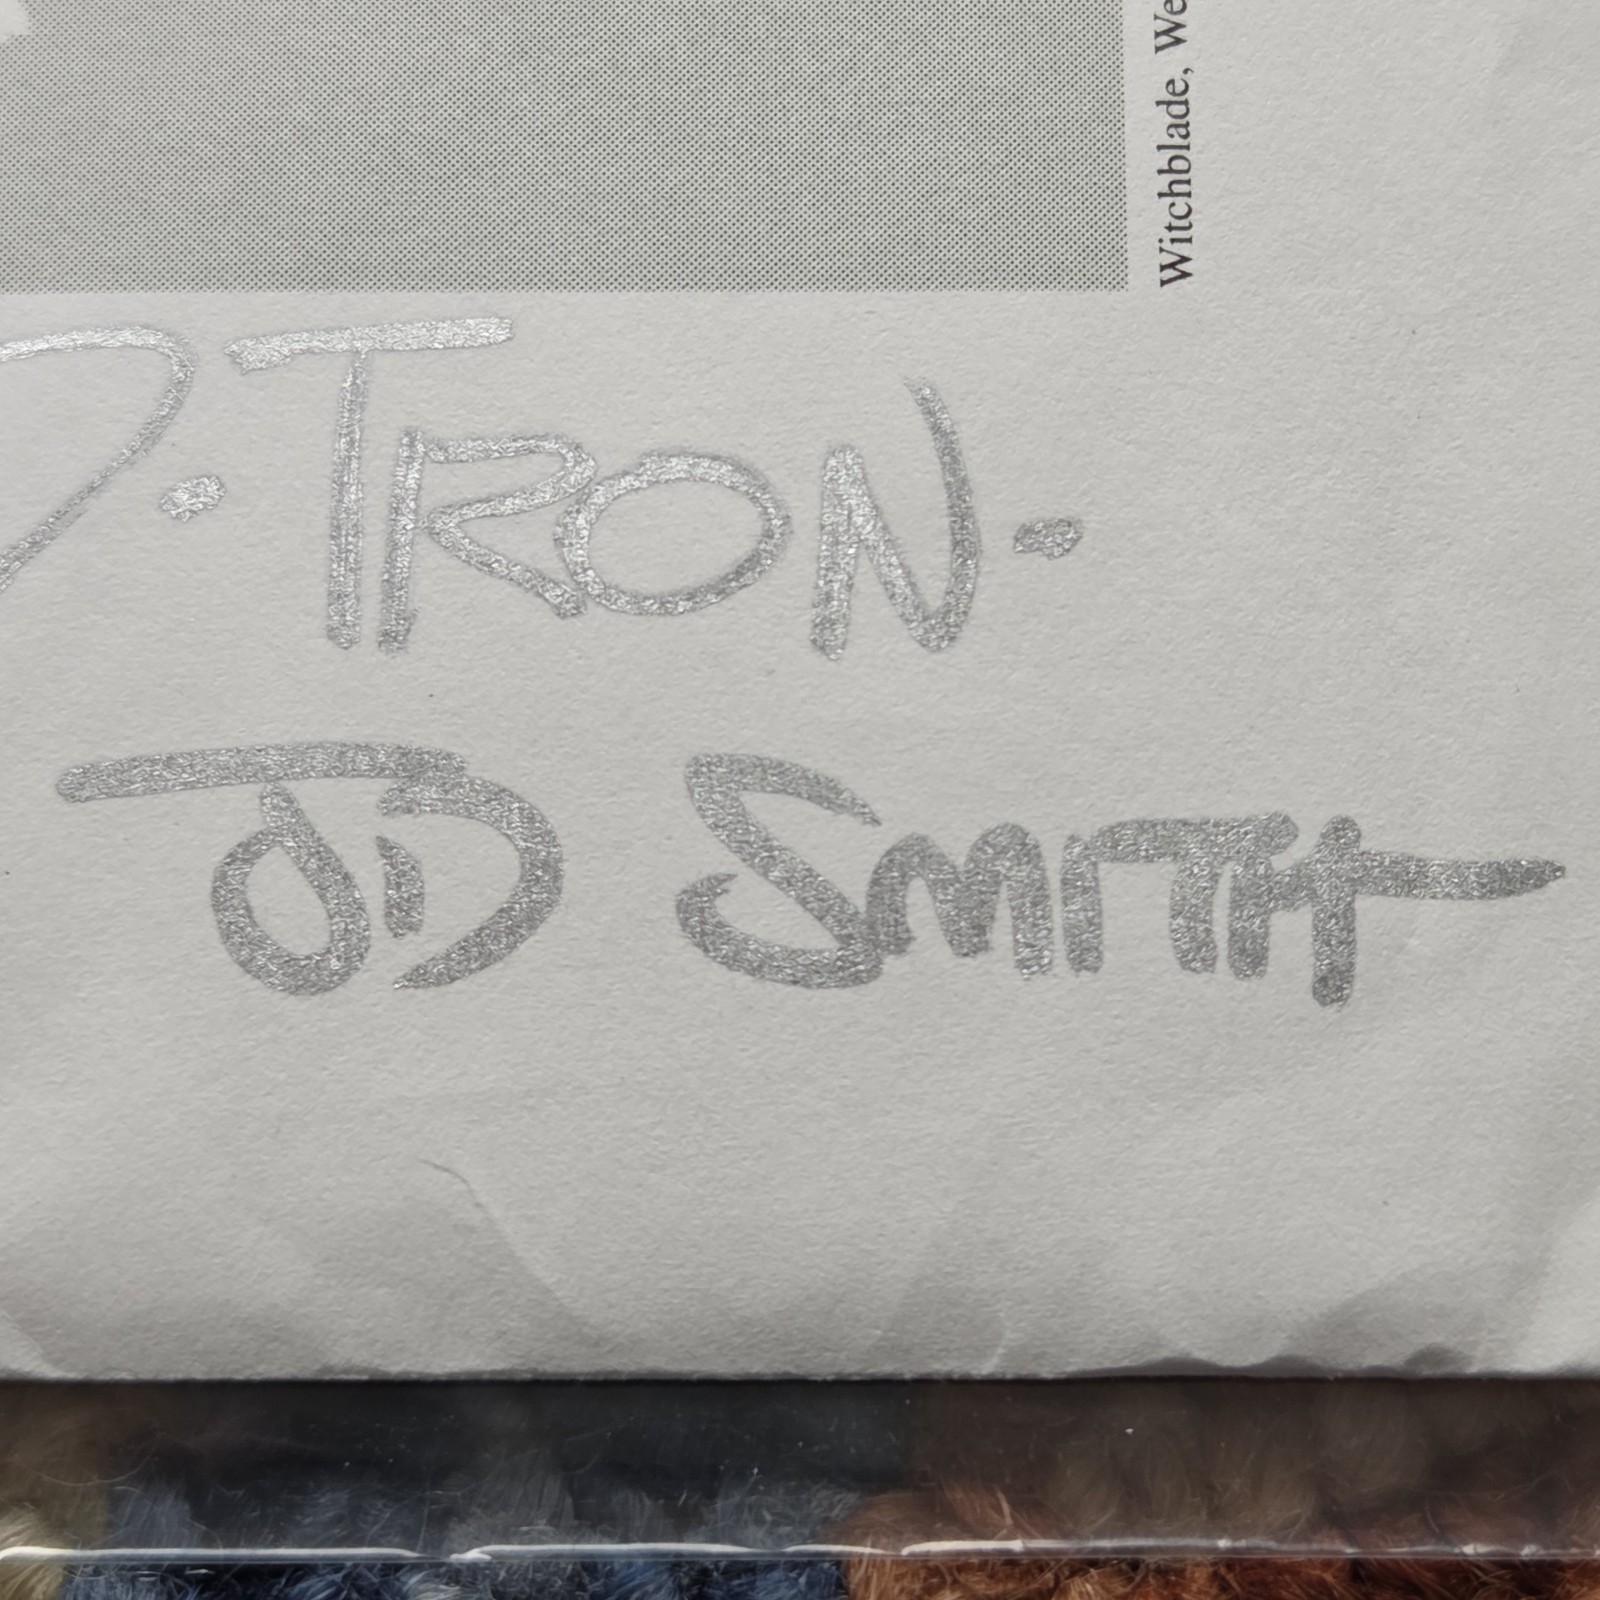 Witchblade, We
D. TRON.
JD SMITH